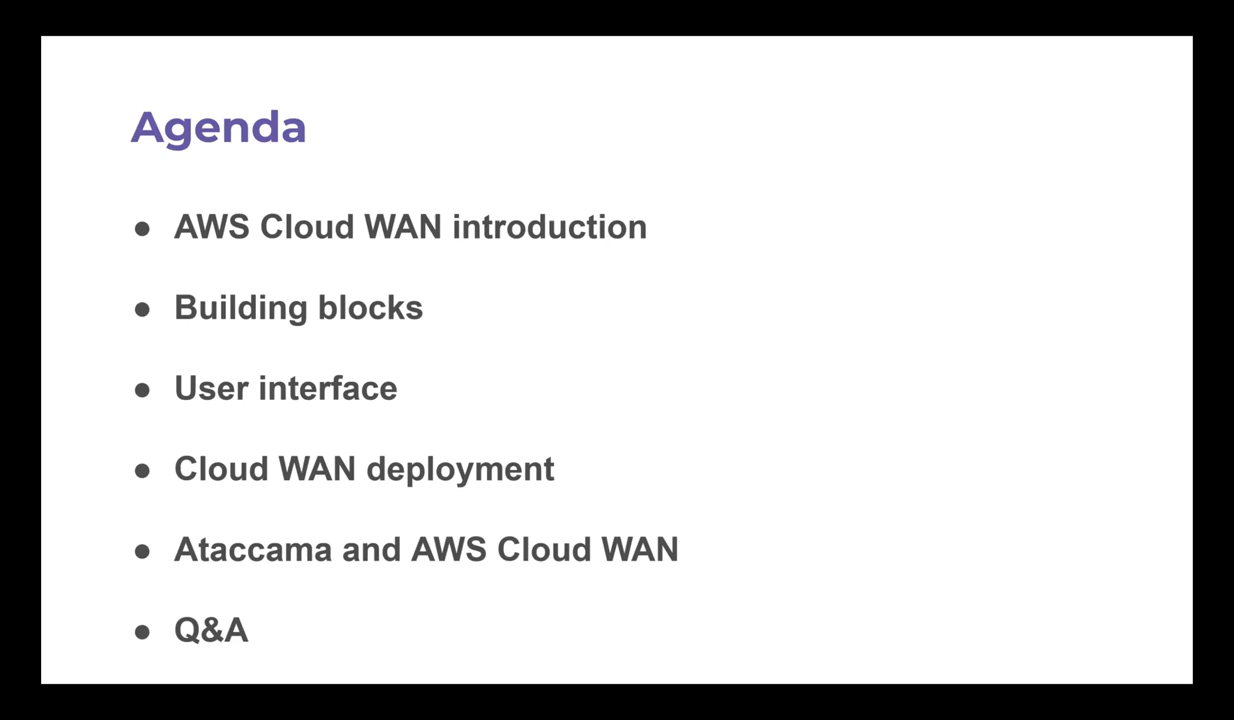 Agenda
● AWS Cloud WAN introduction
● Building blocks
● User interface
● Cloud WAN deployment
● Ataccama and AWS Cloud WAN
● Q&A